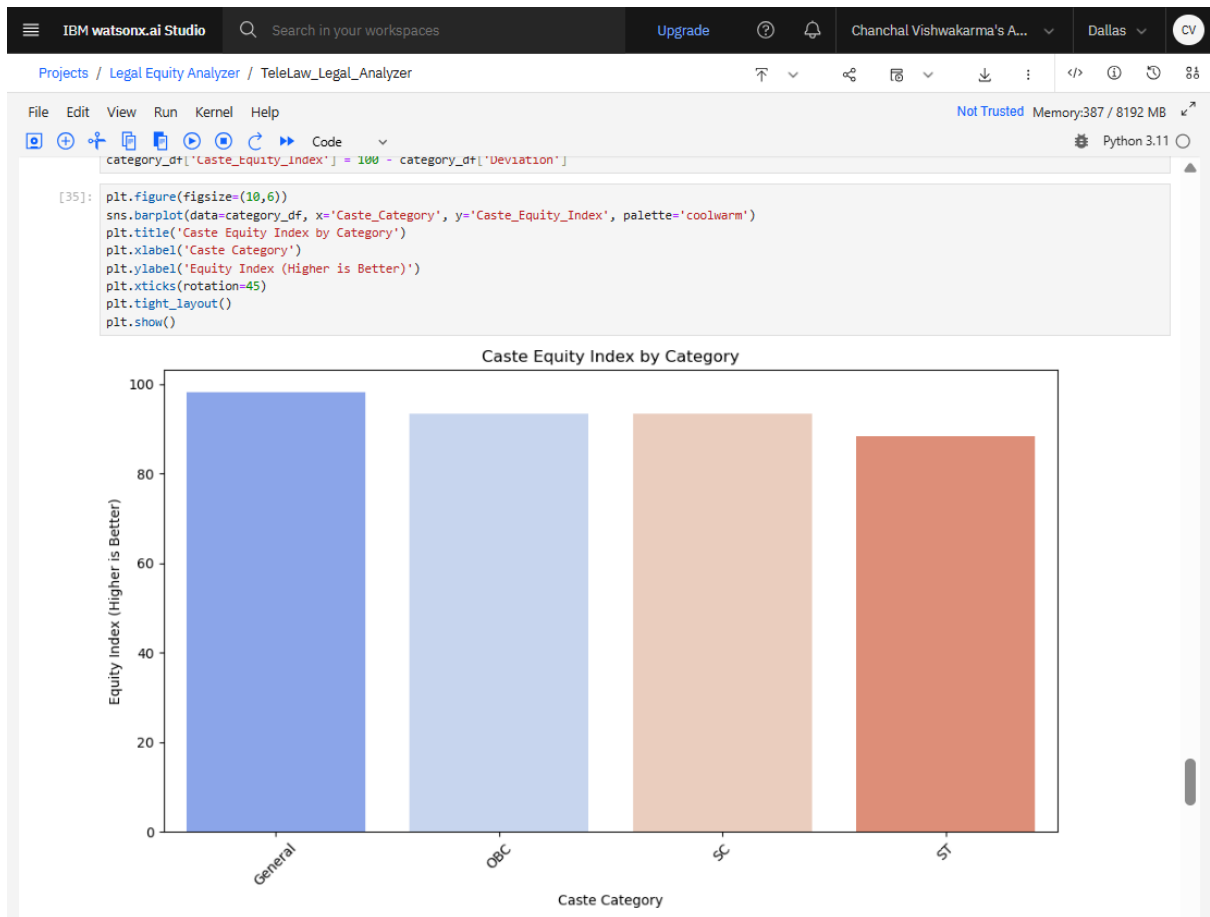 IBM watsonx.ai Studio
Search in your workspaces
Upgrade
Chanchal Vishwakarma's A...
Dallas
CV
Projects / Legal Equity Analyzer / TeleLaw_Legal_Analyzer
File Edit View Run Kernel Help
Not Trusted Memory:387 / 8192 MB
Code
Python 3.11
category_df['Caste_Equity_Index'] = 100 - category_df['Deviation']
[35]: plt.figure(figsize=(10,6))
sns.barplot(data=category_df, x='Caste_Category', y='Caste_Equity_Index', palette='coolwarm')
plt.title('Caste Equity Index by Category')
plt.xlabel('Caste Category')
plt.ylabel('Equity Index (Higher is Better)')
plt.xticks(rotation=45)
plt.tight_layout()
plt.show()
Caste Equity Index by Category
Equity Index (Higher is Better)
100
80
60
40
20
0
General
OBC
SC
ST
Caste Category